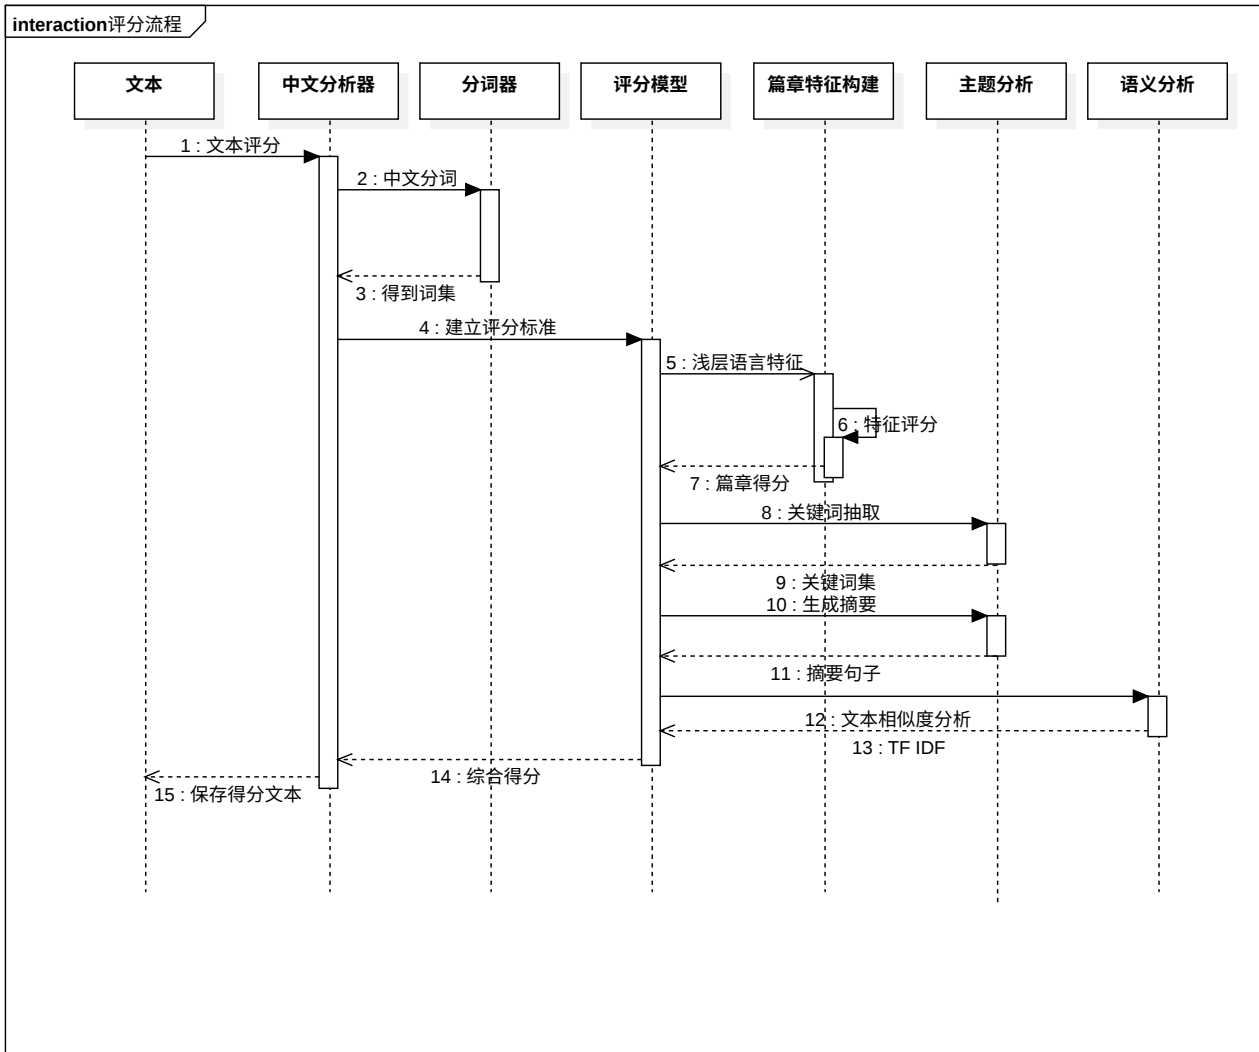 interaction评分流程
文本
中文分析器
分词器
评分模型
篇章特征构建
主题分析
语义分析
1 : 文本评分
2 : 中文分词
3 : 得到词集
4 : 建立评分标准
5 : 浅层语言特征
6 : 特征评分
7 : 篇章得分
8 : 关键词抽取
9 : 关键词集
10 : 生成摘要
11 : 摘要句子
12 : 文本相似度分析
13 : TF IDF
14 : 综合得分
15 : 保存得分文本